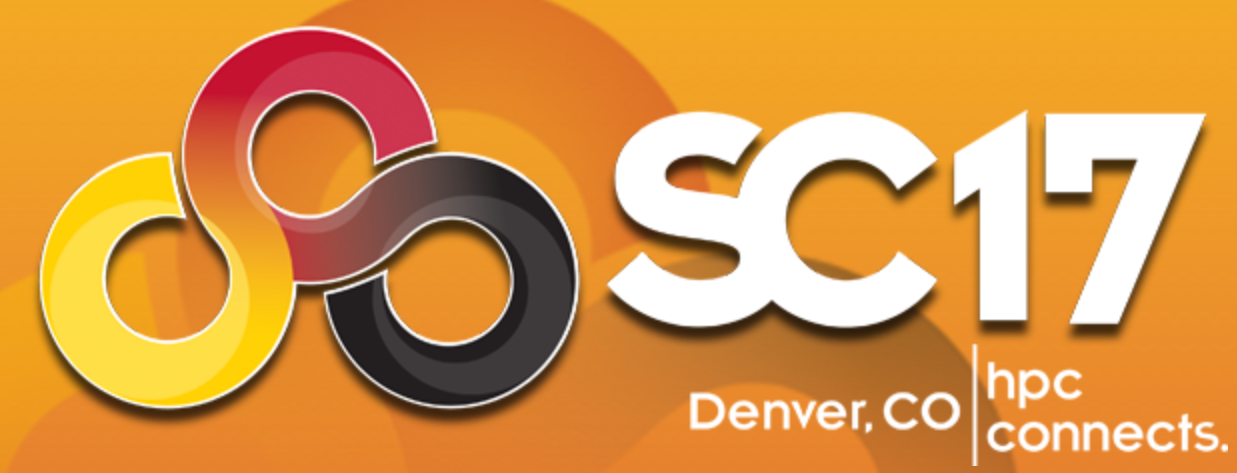 SC17
Denver, CO
hpc
connects.